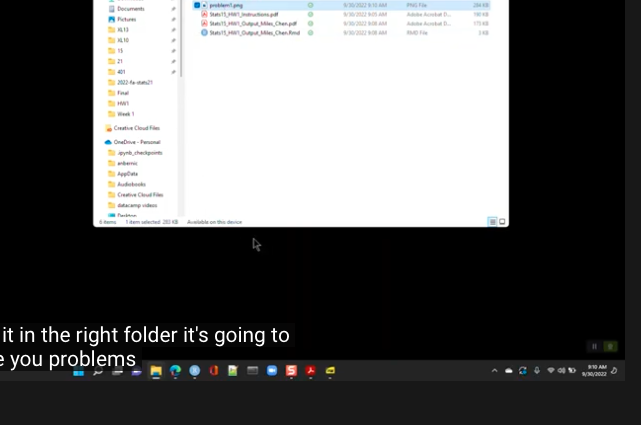 Documents
problem1.png 9/30/2022 9:10 AM PNG File 284 KB
Pictures
Stats15_HW1_Instructions.pdf 9/30/2022 9:05 AM Adobe Acrobat D... 198 KB
XL13
Stats15_HW1_Output_Miles_Chen.pdf 9/30/2022 9:08 AM Adobe Acrobat D... 175 KB
XL10
Stats15_HW1_Output_Miles_Chen.Rmd 9/30/2022 9:08 AM RMD File 3 KB
15
21
401
2022-fa-stats21
Final
HW1
Week 1
Creative Cloud Files
OneDrive - Personal
.ipynb_checkpoints
anbernic
AppData
Audiobooks
Creative Cloud Files
datacamp videos
Desktop
6 items 1 item selected 283 KB Available on this device
it in the right folder it's going to
e you problems
9:10 AM
9/30/2022